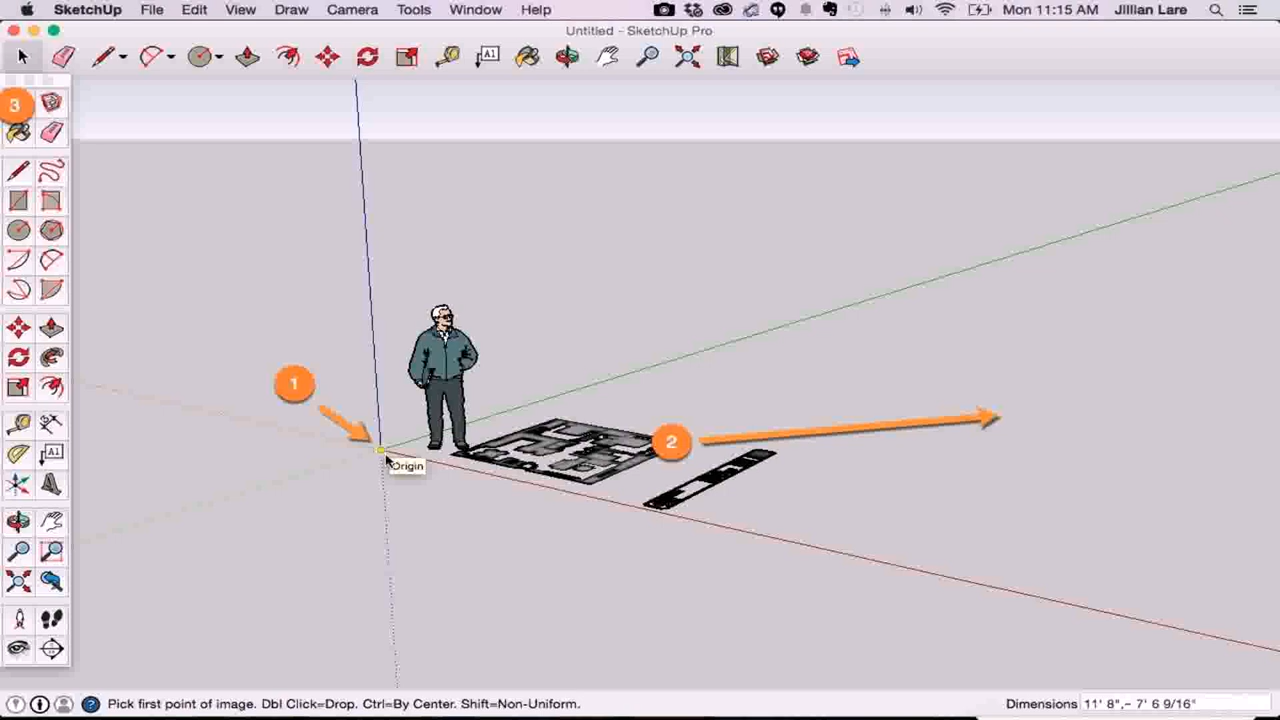 SketchUp File Edit View Draw Camera Tools Window Help Mon 11:15 AM Jillian Lare
Untitled - SketchUp Pro
A1
3
1
2
Origin
A1
Pick first point of image. Dbl Click=Drop. Ctrl=By Center. Shift=Non-Uniform. Dimensions 11' 8",~ 7' 6 9/16"